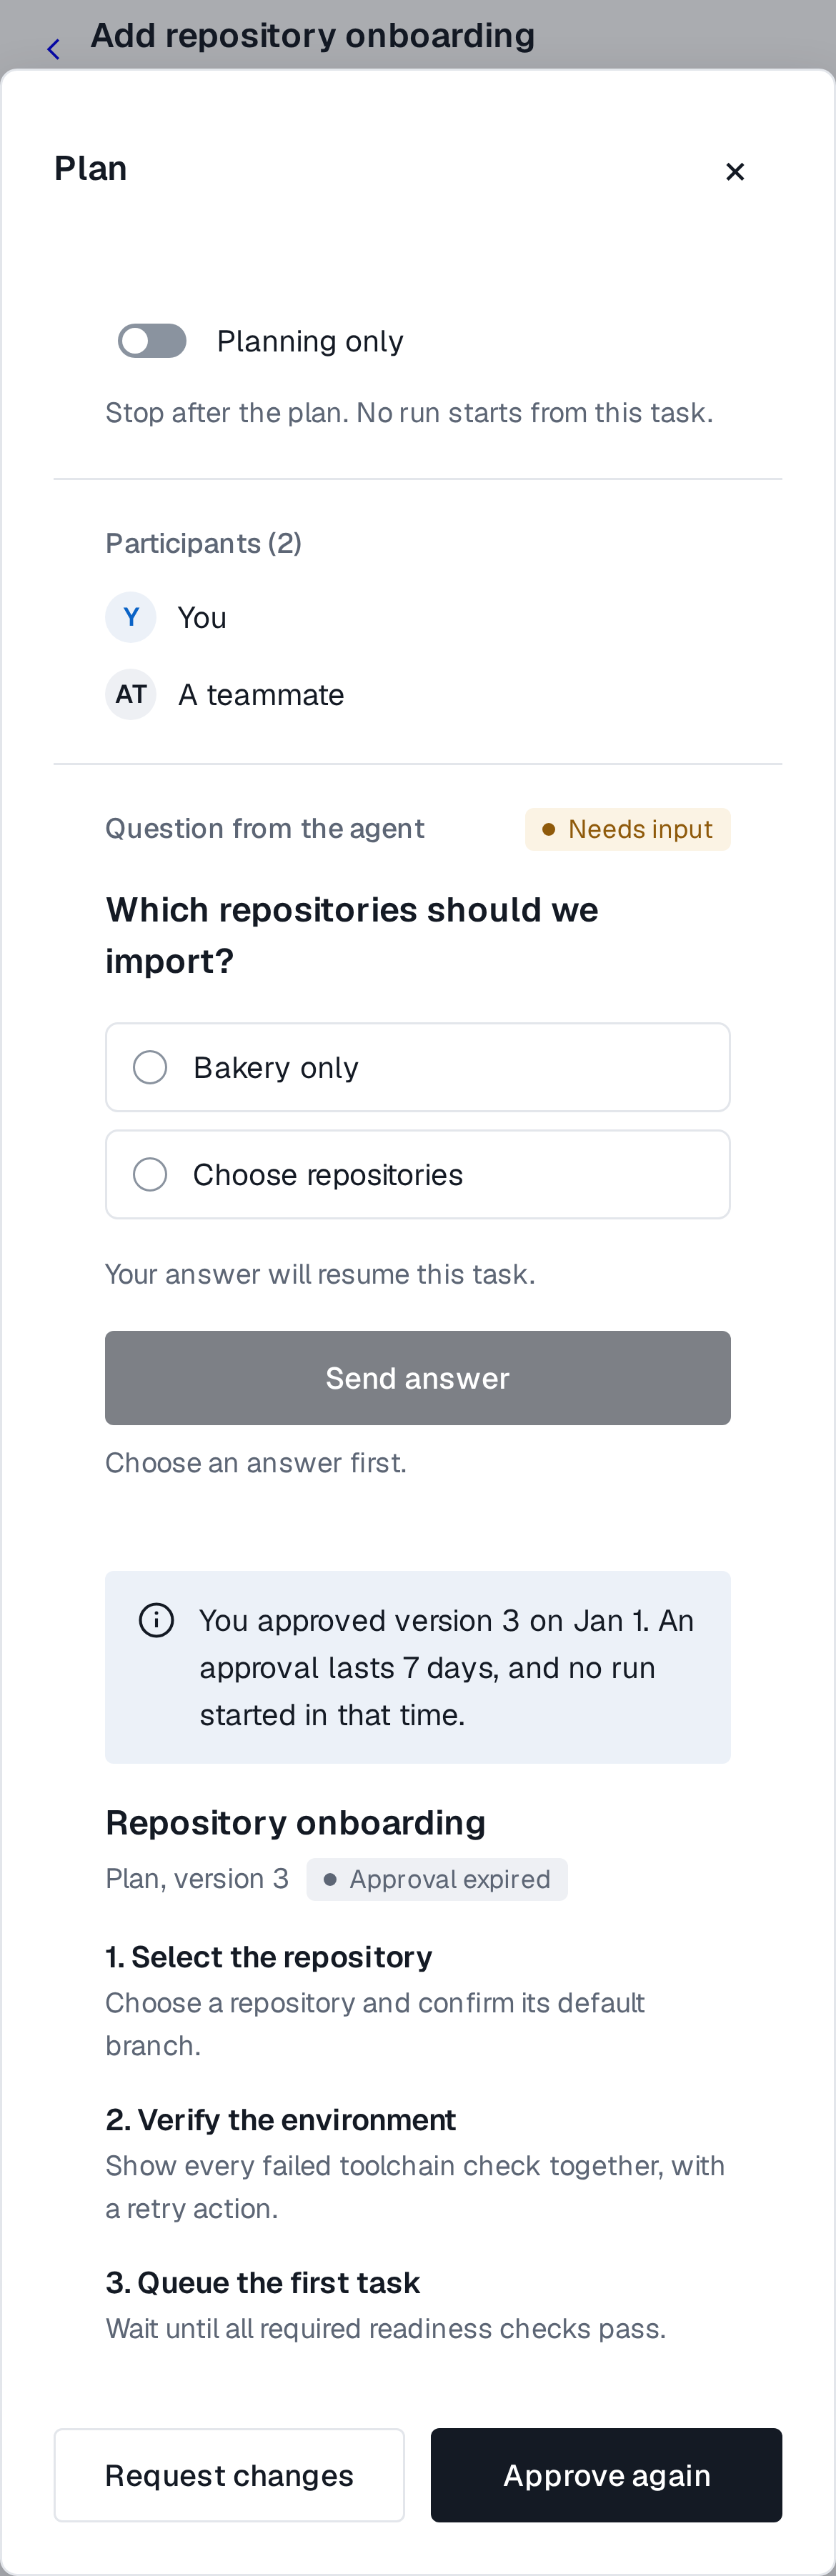 Add repository onboarding
Plan
Planning only
Stop after the plan. No run starts from this task.
Participants (2)
Y You
AT A teammate
Question from the agent
Needs input
Which repositories should we
import?
Bakery only
Choose repositories
Your answer will resume this task.
Send answer
Choose an answer first.
You approved version 3 on Jan 1. An
approval lasts 7 days, and no run
started in that time.
Repository onboarding
Plan, version 3
Approval expired
1. Select the repository
Choose a repository and confirm its default
branch.
2. Verify the environment
Show every failed toolchain check together, with
a retry action.
3. Queue the first task
Wait until all required readiness checks pass.
Request changes
Approve again